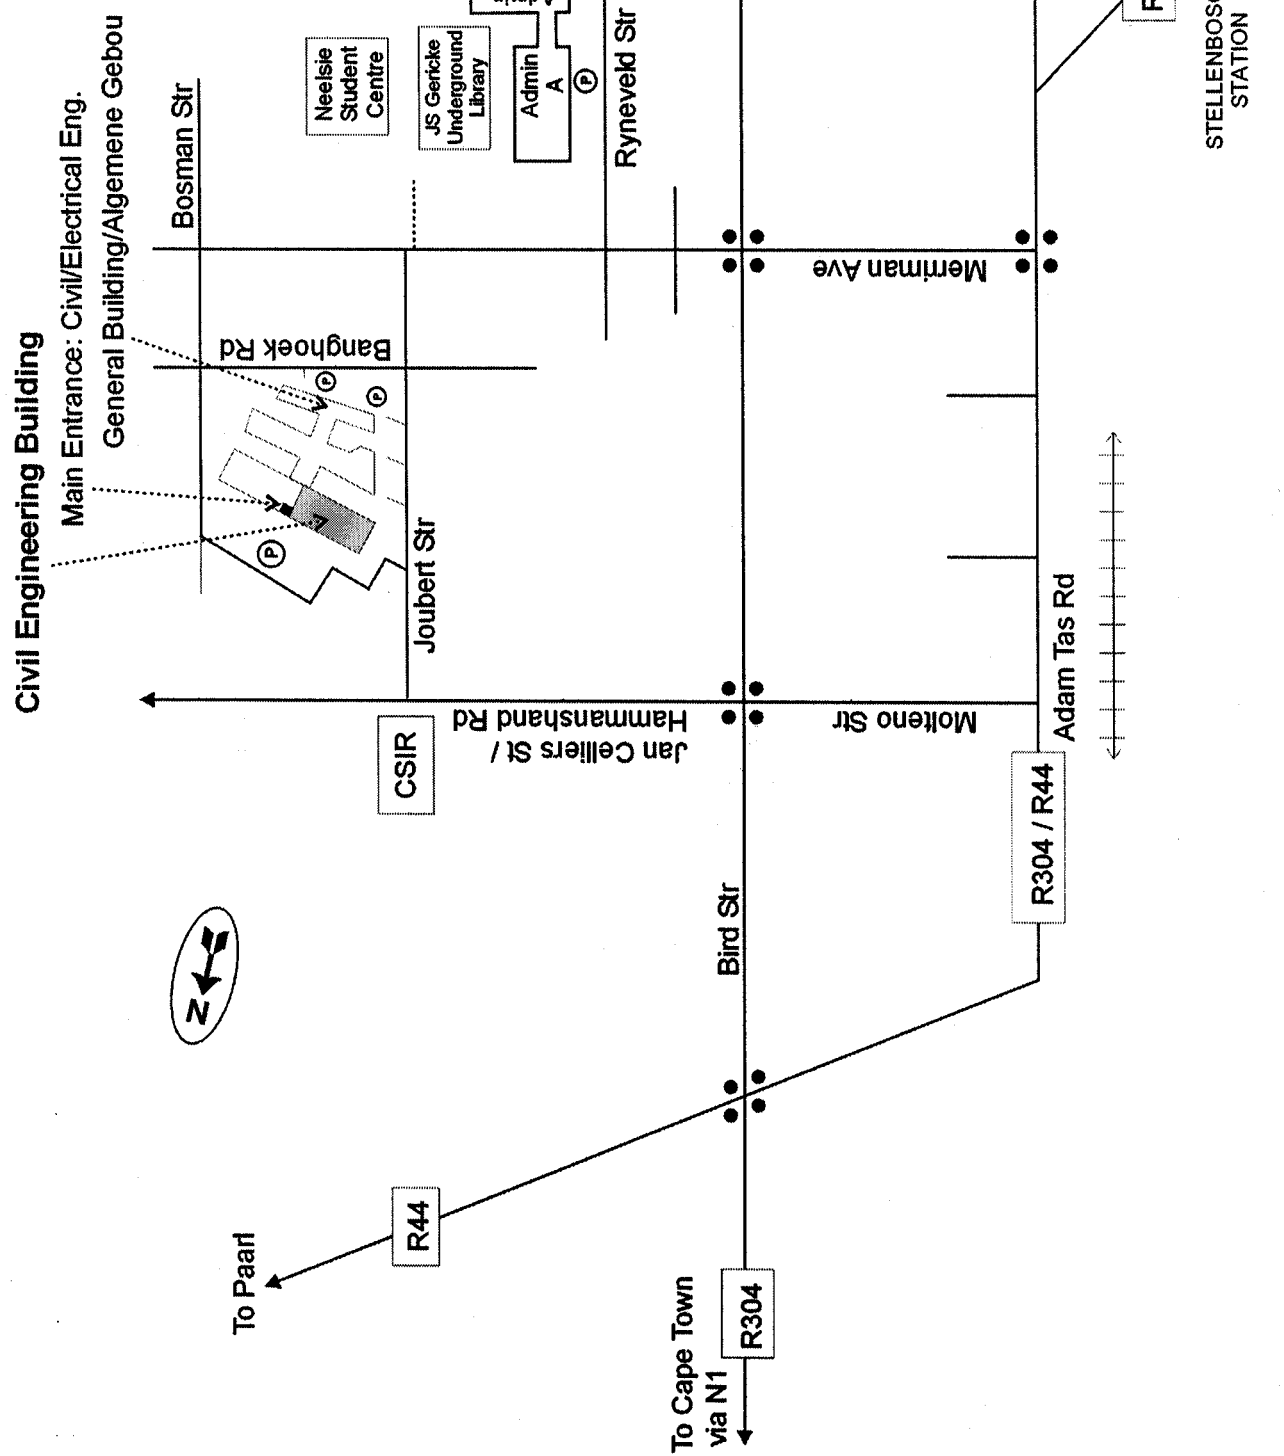 Civil Engineering Building
Main Entrance: Civil/Electrical Eng.
General Building/Algemene Gebou
Bosman Str
Neelsie
Student
Centre
JS Gericke
Underground
Library
Admin
A
P
Ryneveld Str
Banghoek Rd
P
P
P
Joubert Str
Merriman Ave
STELLENBOSC
STATION
CSIR
Jan Celliers St /
Hammanshand Rd
Molteno Str
Adam Tas Rd
R304 / R44
Bird Str
N
R44
To Paarl
To Cape Town
via N1
R304